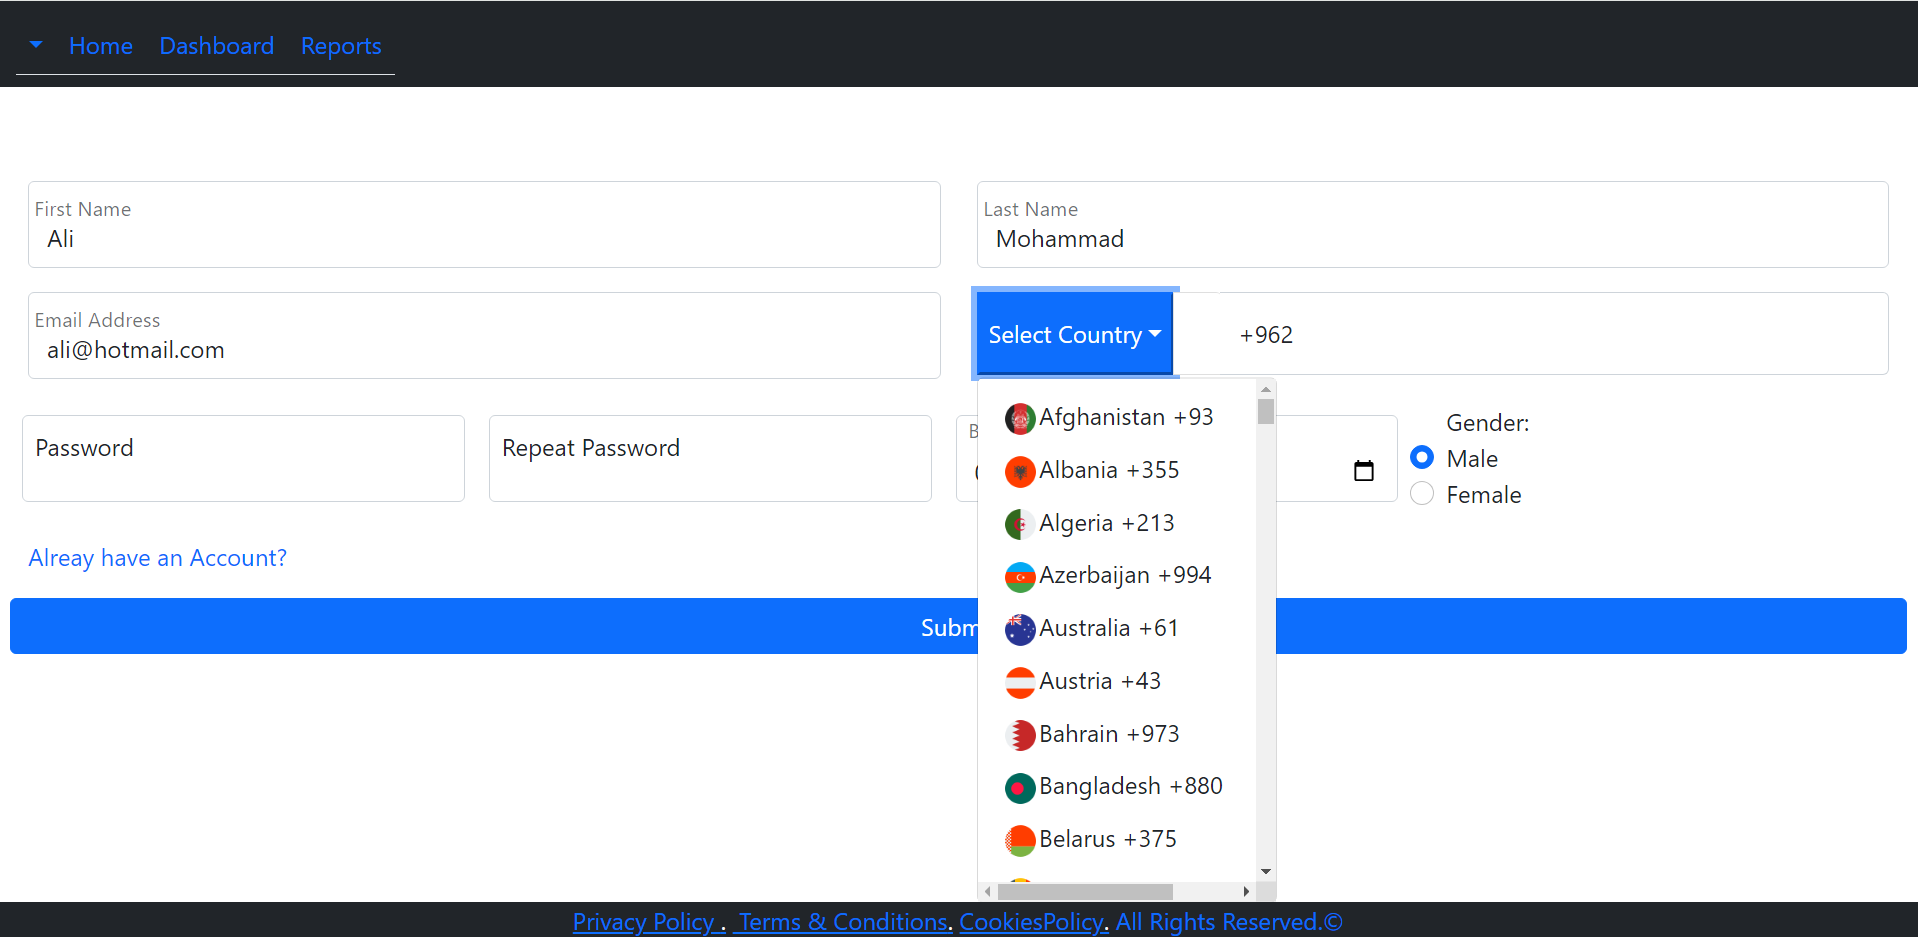 Home Dashboard Reports
First Name
Ali
Last Name
Mohammad
Email Address
ali@hotmail.com
Select Country
+962
Afghanistan +93
Albania +355
Algeria +213
Azerbaijan +994
Australia +61
Austria +43
Bahrain +973
Bangladesh +880
Belarus +375
Password
Repeat Password
B
Gender:
Male
Female
Alreay have an Account?
Subm
Privacy Policy . Terms & Conditions. CookiesPolicy. All Rights Reserved.©